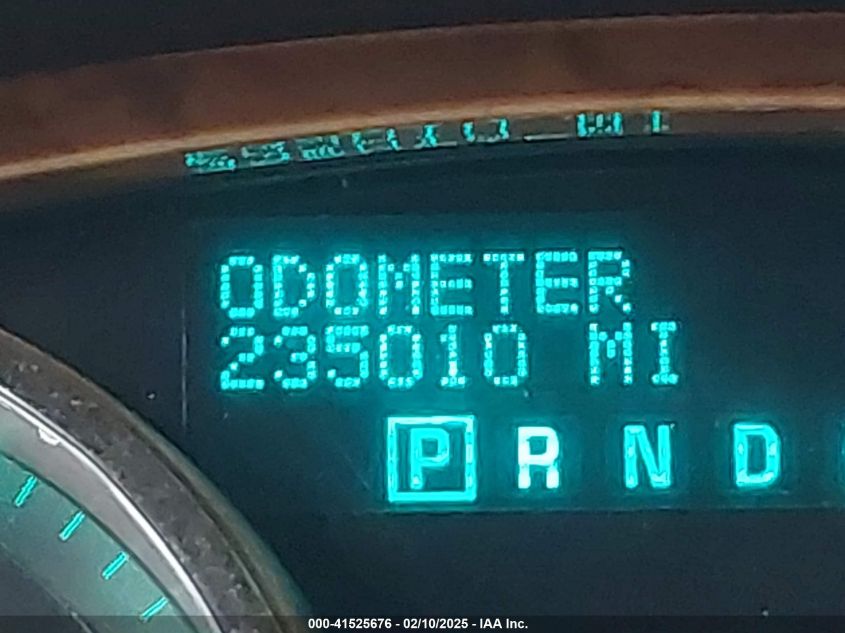 ODOMETER
235010 MI
P R N D
000-41525676 - 02/10/2025 - IAA Inc.